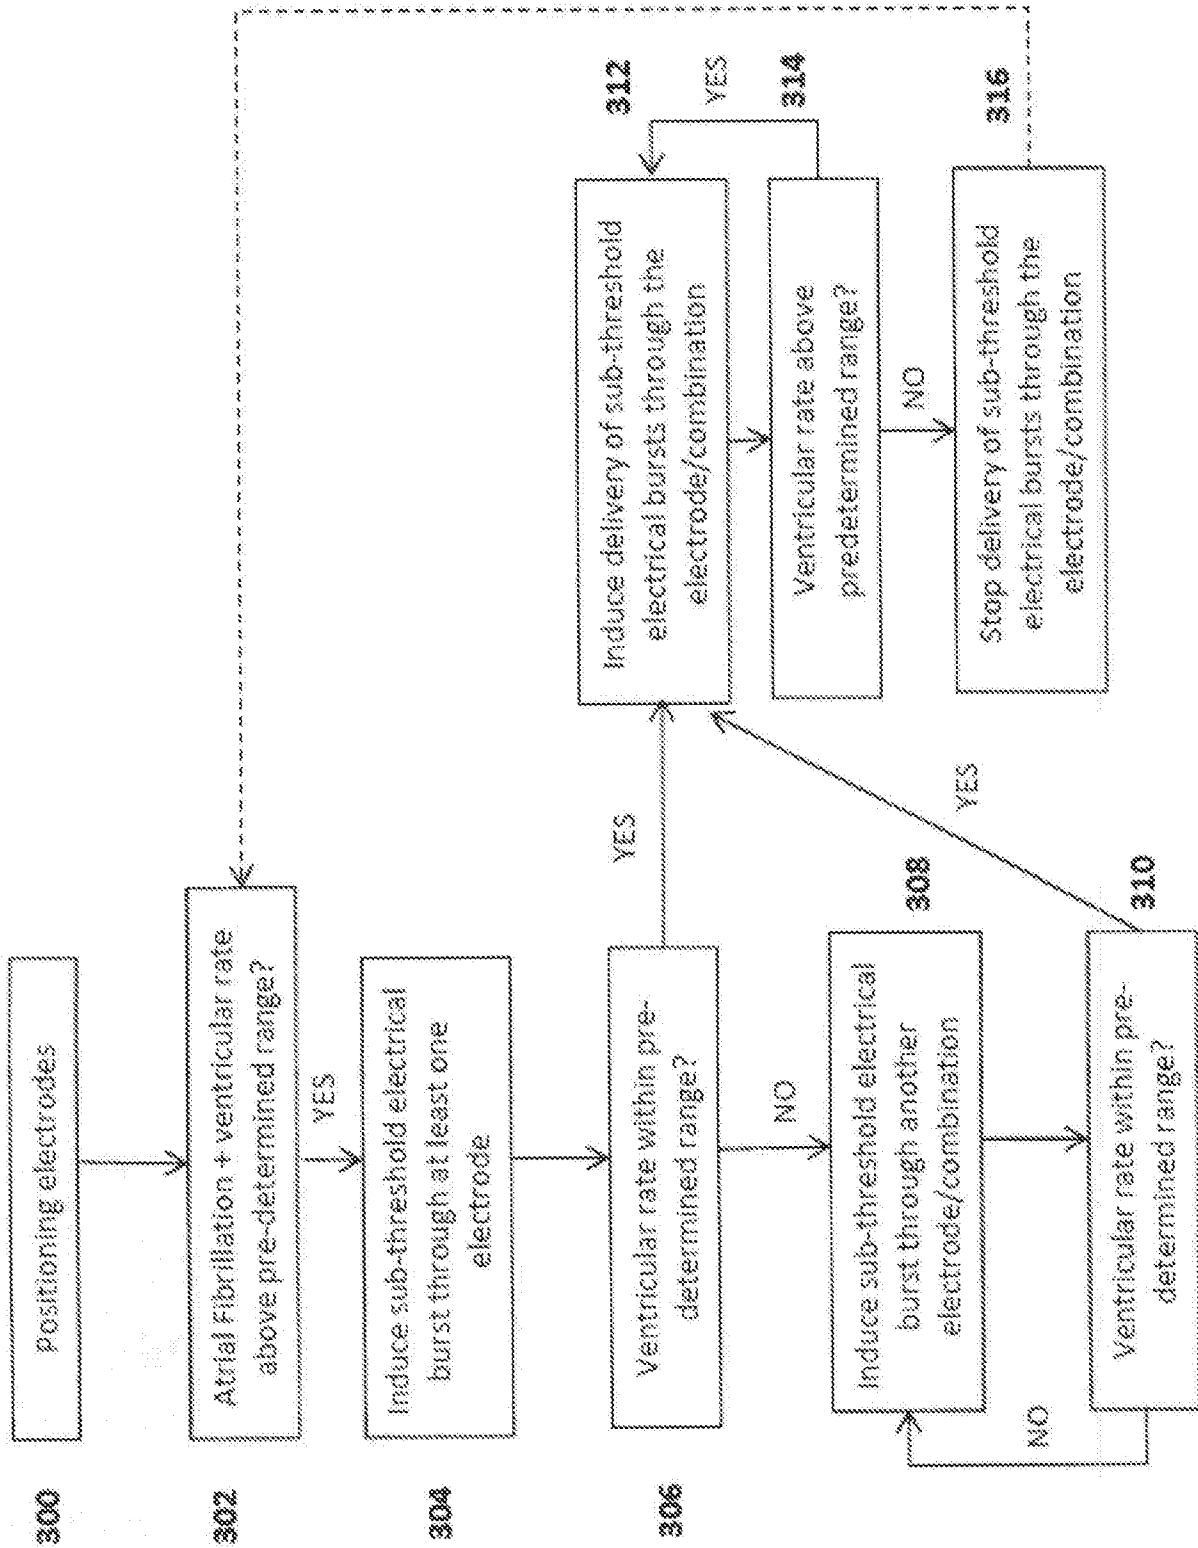 300
Positioning electrodes
302
Atrial Fibrillation + ventricular rate
above pre-determined range?
YES
304
Induce sub-threshold electrical
burst through at least one
electrode
306
Ventricular rate within pre-
determined range?
YES
NO
308
Induce sub-threshold electrical
burst through another
electrode/combination
NO
310
Ventricular rate within pre-
determined range?
YES
312
Induce delivery of sub-threshold
electrical bursts through the
electrode/combination
YES
314
Ventricular rate above
predetermined range?
NO
316
Stop delivery of sub-threshold
electrical bursts through the
electrode/combination